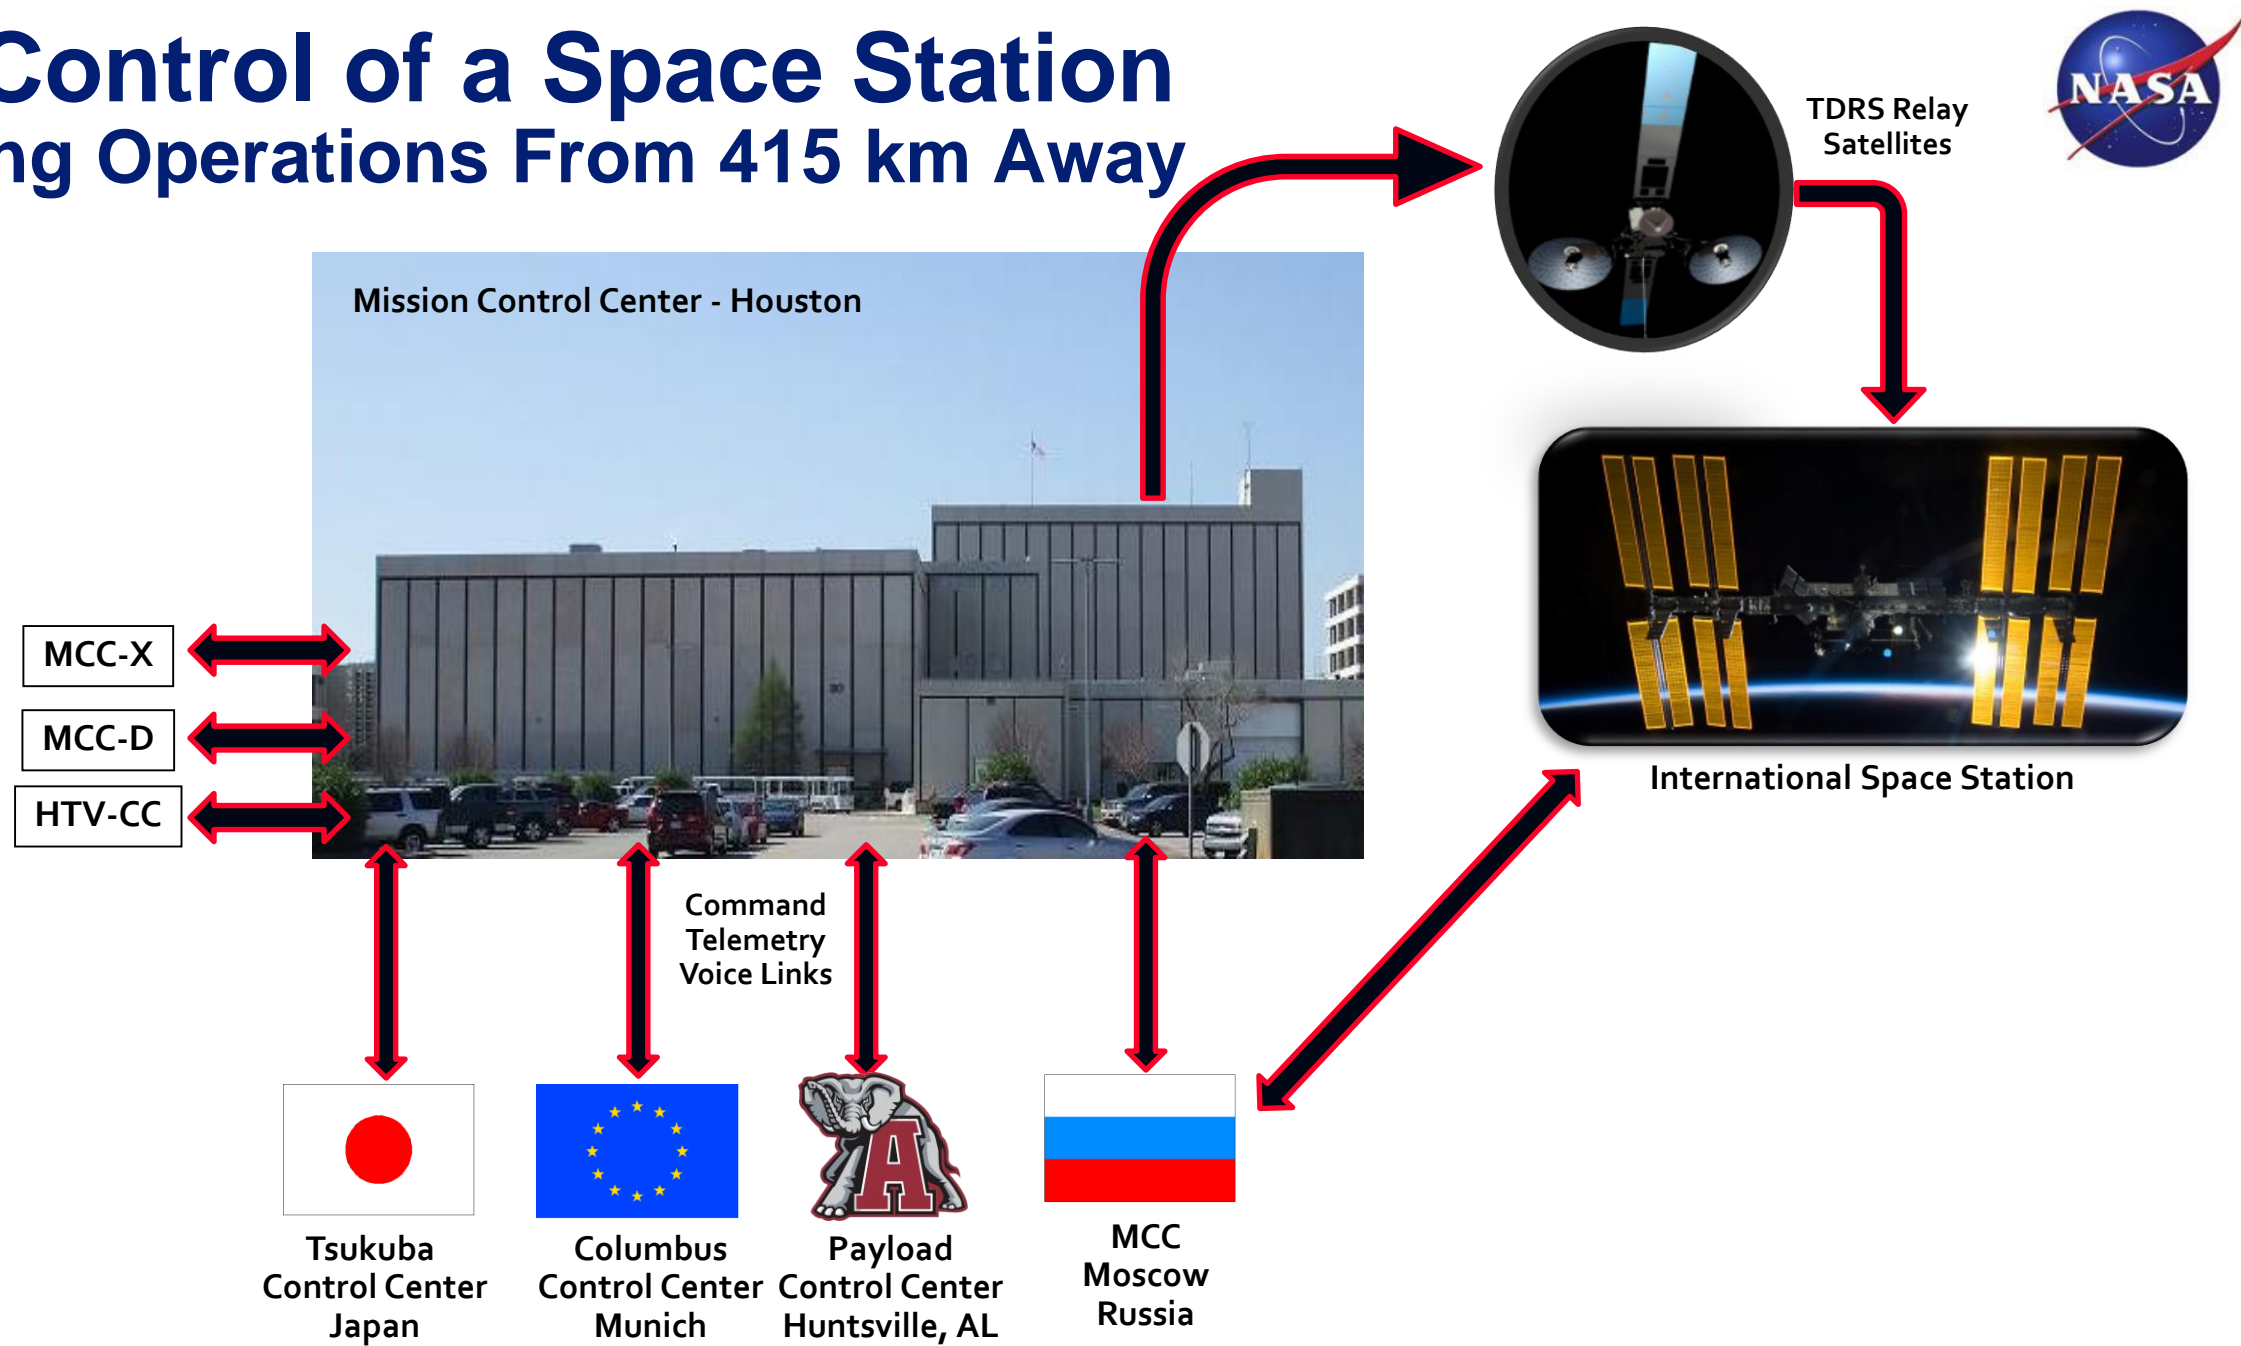 Control of a Space Station
ng Operations From 415 km Away
TDRS Relay
Satellites
NASA
Mission Control Center - Houston
MCC-X
MCC-D
HTV-CC
International Space Station
Command
Telemetry
Voice Links
A
Tsukuba
Control Center
Japan
Columbus
Control Center
Munich
Payload
Control Center
Huntsville, AL
MCC
Moscow
Russia